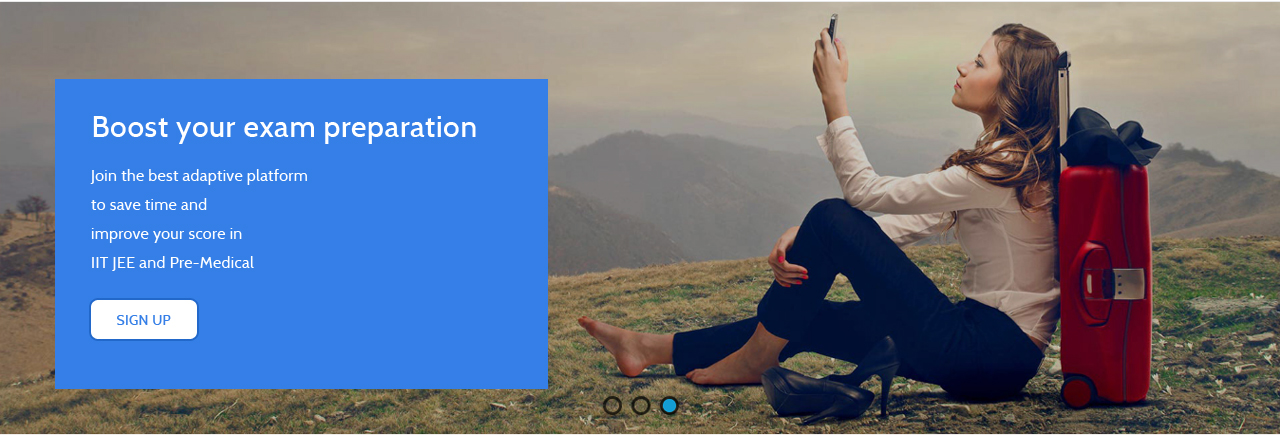 Boost your exam preparation
Join the best adaptive platform
to save time and
improve your score in
IIT JEE and Pre-Medical
SIGN UP